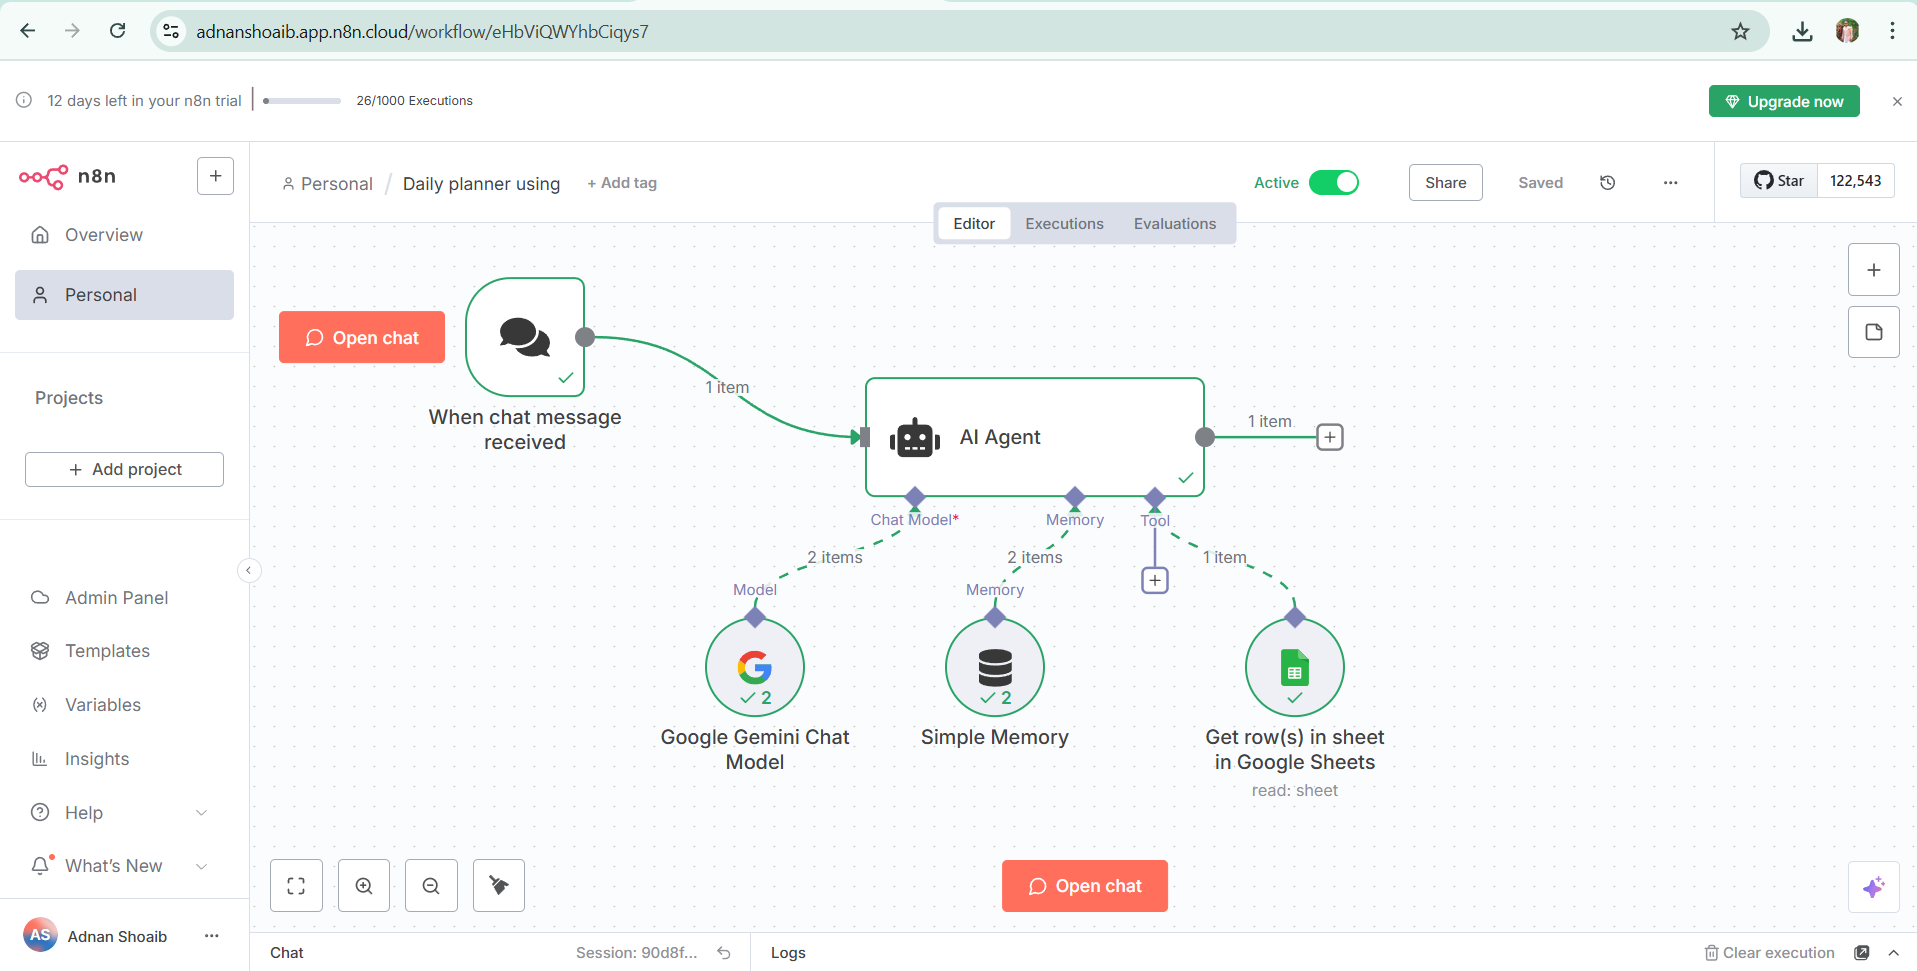 adnanshoaib.app.n8n.cloud/workflow/eHbViQWYhbCiqys7
12 days left in your n8n trial
26/1000 Executions
Upgrade now
n8n
Personal / Daily planner using
+ Add tag
Active
Share
Saved
Star
122,543
Editor
Executions
Evaluations
Overview
Personal
Projects
+ Add project
Admin Panel
Templates
Variables
Insights
Help
What's New
AS
Adnan Shoaib
Open chat
When chat message
received
1 item
AI Agent
1 item
Chat Model*
Memory
Tool
2 items
2 items
1 item
Model
Memory
2
2
Google Gemini Chat
Model
Simple Memory
Get row(s) in sheet
in Google Sheets
read: sheet
Open chat
Chat
Session: 90d8f...
Logs
Clear execution